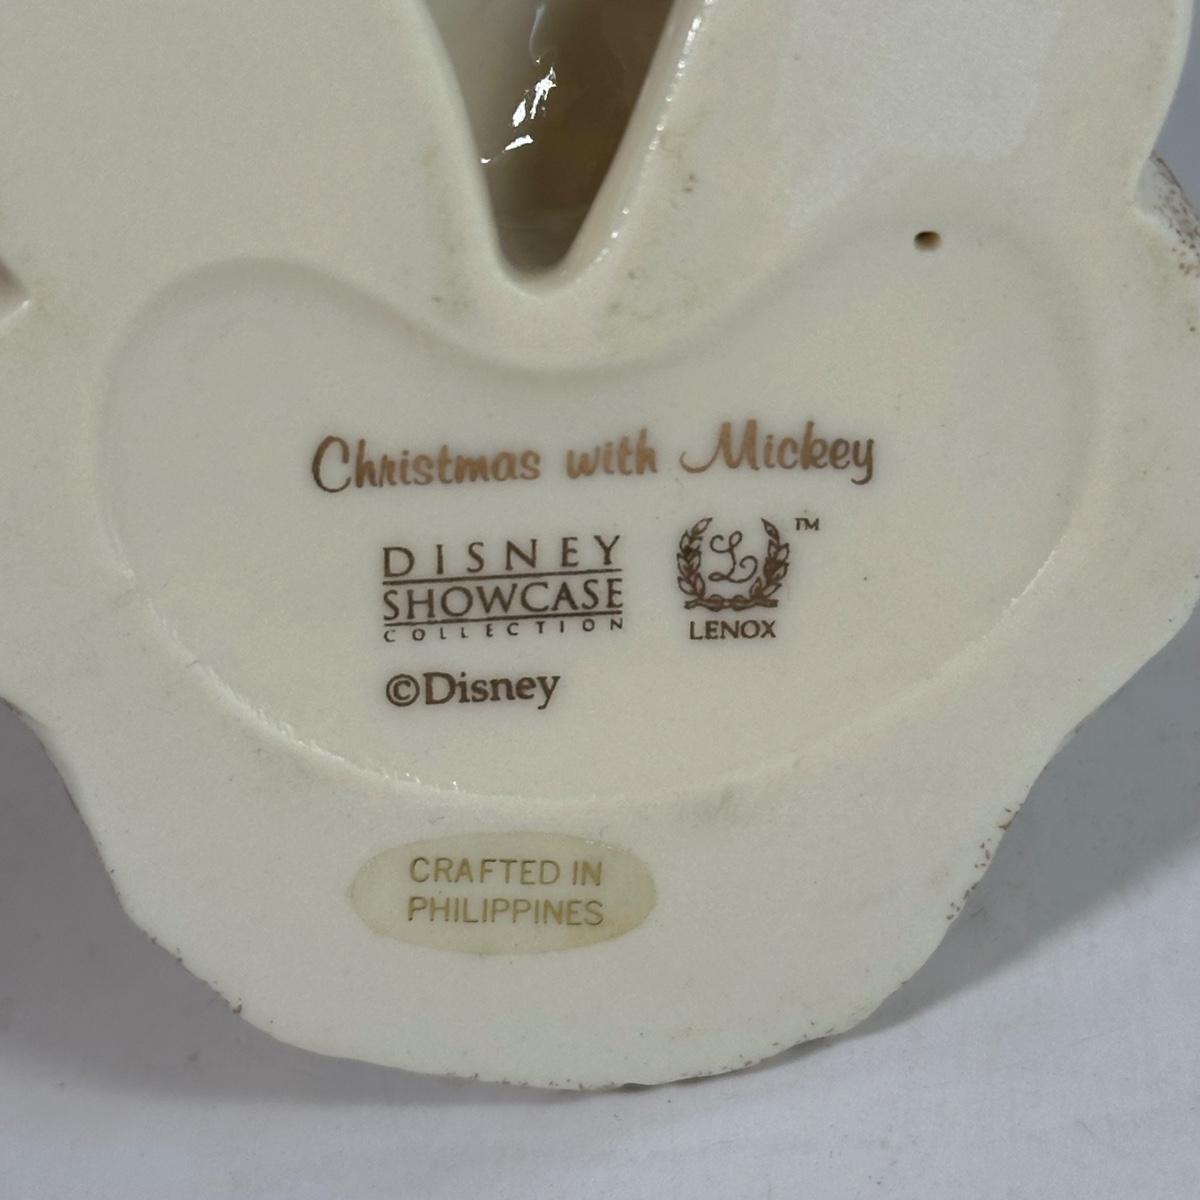 Christmas with Mickey
DISNEY
SHOWCASE
COLLECTION
L ™
LENOX
©Disney
CRAFTED IN
PHILIPPINES